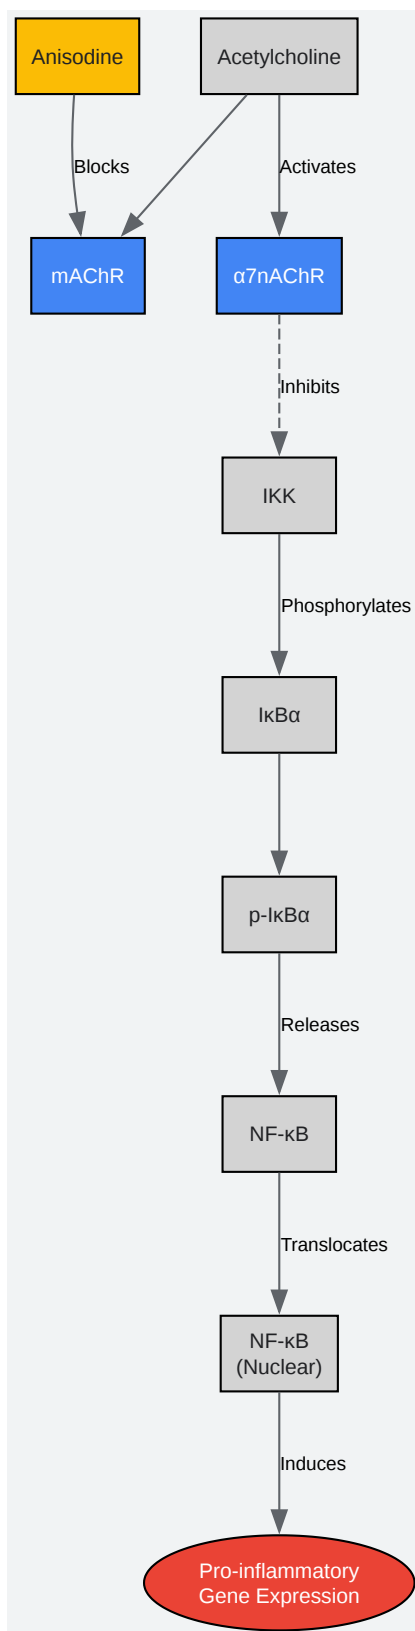 Anisodine
Acetylcholine
Blocks
Activates
mAChR
α7nAChR
Inhibits
IKK
Phosphorylates
IκBα
p-IκBα
Releases
NF-κB
Translocates
NF-κB
(Nuclear)
Induces
Pro-inflammatory
Gene Expression